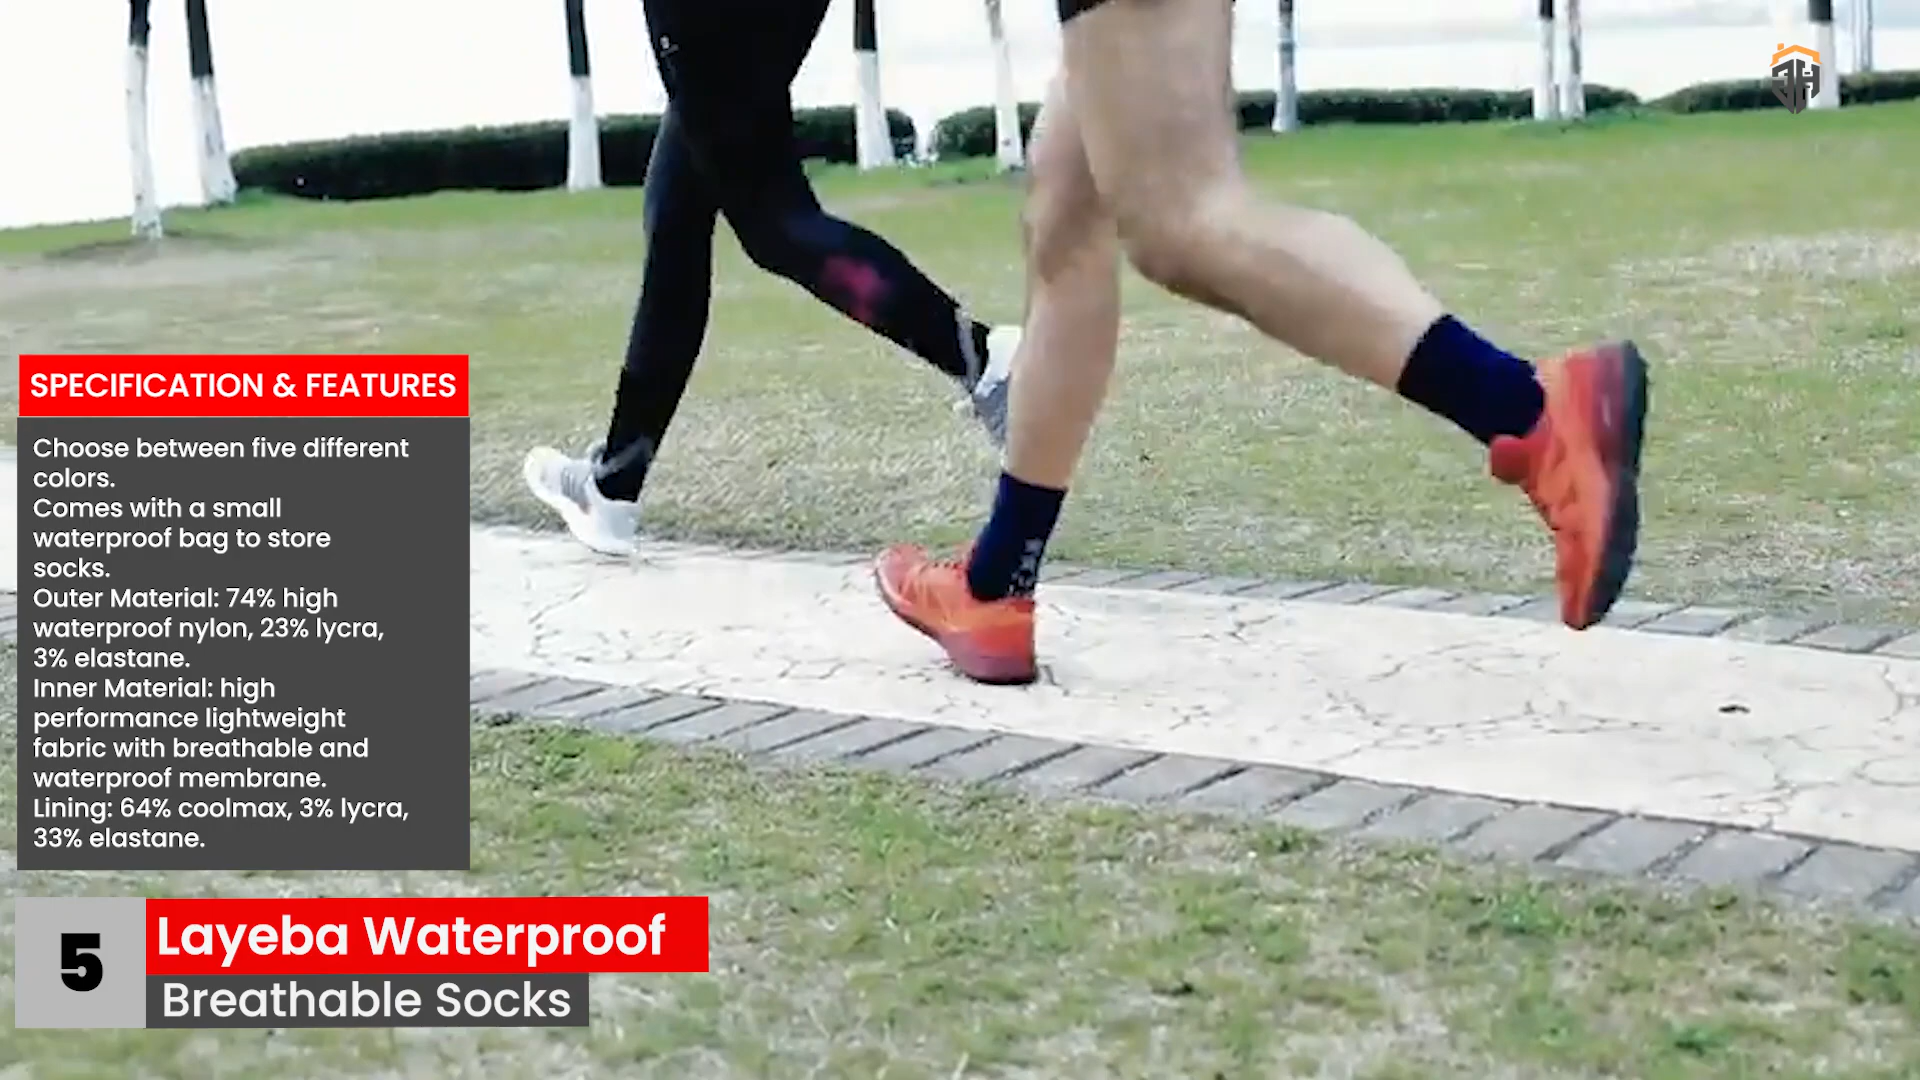 SPECIFICATION & FEATURES
Choose between five different
colors.
Comes with a small
waterproof bag to store
socks.
Outer Material: 74% high
waterproof nylon, 23% lycra,
3% elastane.
Inner Material: high
performance lightweight
fabric with breathable and
waterproof membrane.
Lining: 64% coolmax, 3% lycra,
33% elastane.
5
Layeba Waterproof
Breathable Socks
JH